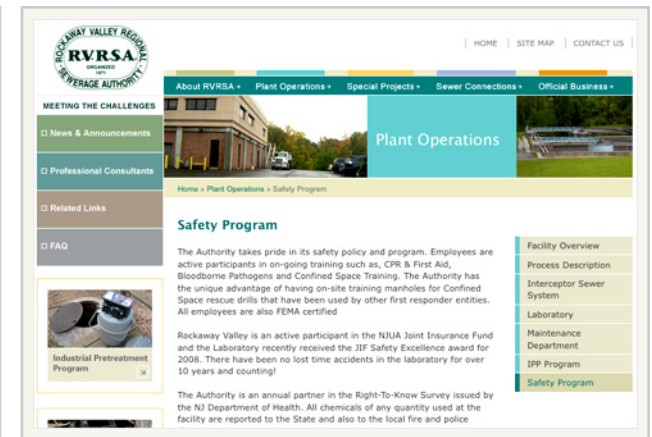 ROCKAWAY VALLEY REGIONAL
RVRSA
ORGANIZED
1971
SEWERAGE AUTHORITY
HOME | SITE MAP | CONTACT US
About RVRSA Plant Operations Special Projects Sewer Connections Official Business
MEETING THE CHALLENGES
News & Announcements
Professional Consultants
Related Links
FAQ
Plant Operations
Home » Plant Operations » Safety Program
Safety Program
The Authority takes pride in its safety policy and program. Employees are
active participants in on-going training such as, CPR & First Aid,
Bloodborne Pathogens and Confined Space Training. The Authority has
the unique advantage of having on-site training manholes for Confined
Space rescue drills that have been used by other first responder entities.
All employees are also FEMA certified
Rockaway Valley is an active participant in the NJUA Joint Insurance Fund
and the Laboratory recently received the JIF Safety Excellence award for
2008. There have been no lost time accidents in the laboratory for over
10 years and counting!
The Authority is an annual partner in the Right-To-Know Survey issued by
the NJ Department of Health. All chemicals of any quantity used at the
facility are reported to the State and also to the local fire and police
Facility Overview
Process Description
Interceptor Sewer
System
Laboratory
Maintenance
Department
IPP Program
Safety Program
Industrial Pretreatment
Program